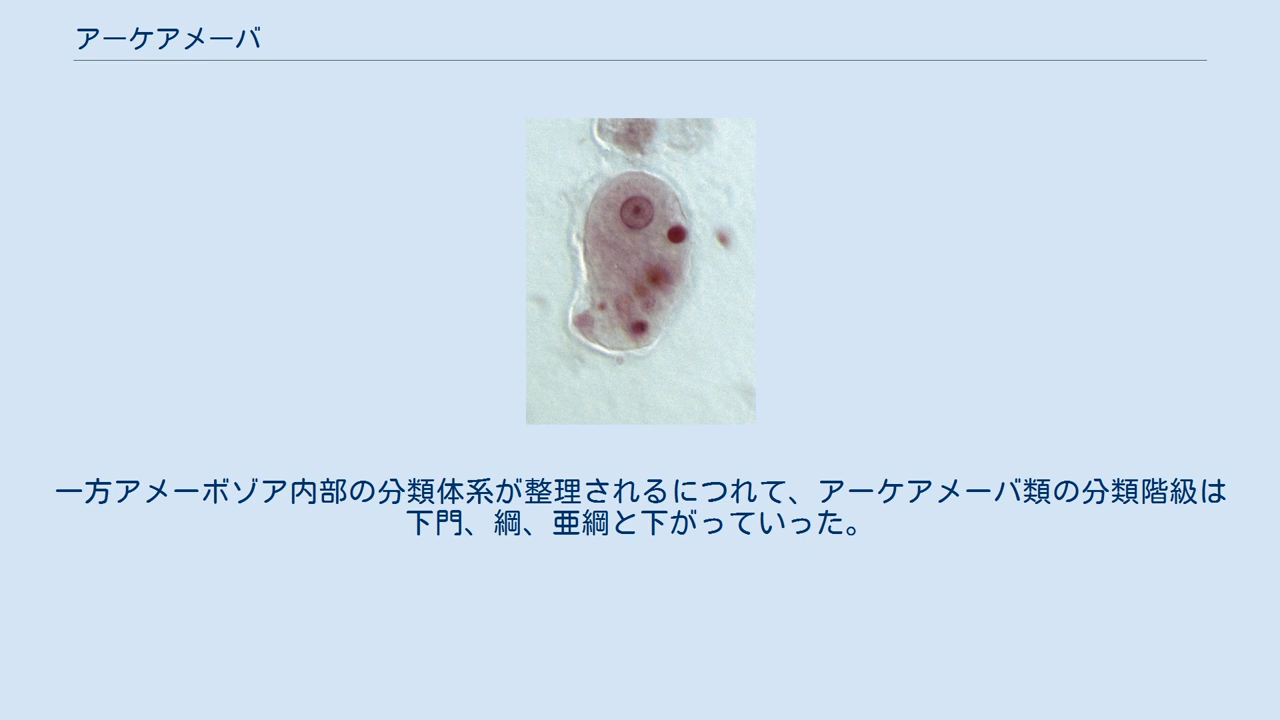 アーケアメーバ
一方アメーボゾア内部の分類体系が整理されるにつれて、アーケアメーバ類の分類階級は
下門、綱、亜綱と下がっていった。